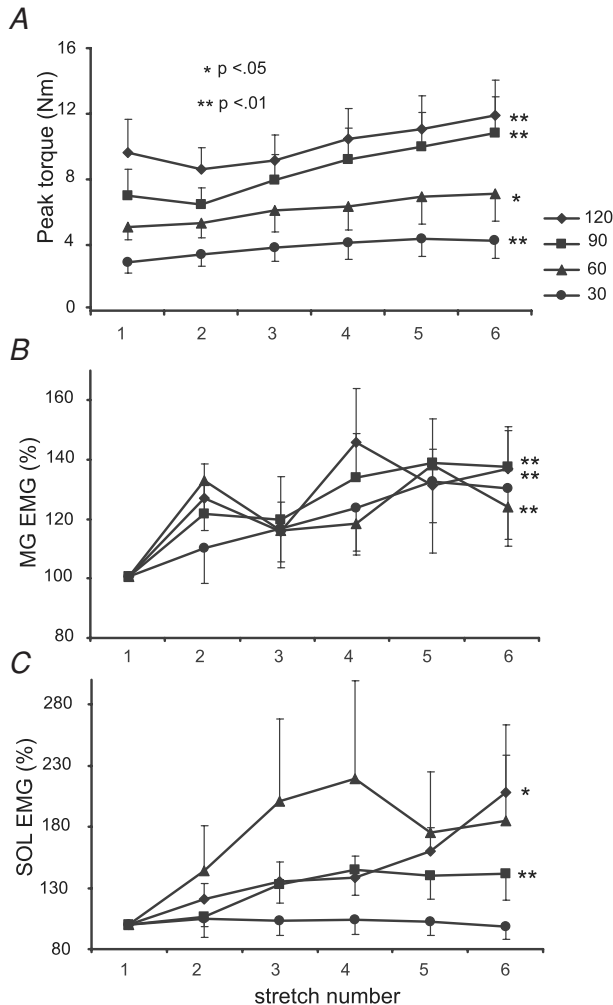 A
Peak torque (Nm)
16
12
8
4
0
* p <.05
** p <.01
**
**
*
**
1 2 3 4 5 6
120
90
60
30
B
MG EMG (%)
160
140
120
100
80
**
**
**
1 2 3 4 5 6
C
SOL EMG (%)
280
230
180
130
80
*
**
1 2 3 4 5 6
stretch number